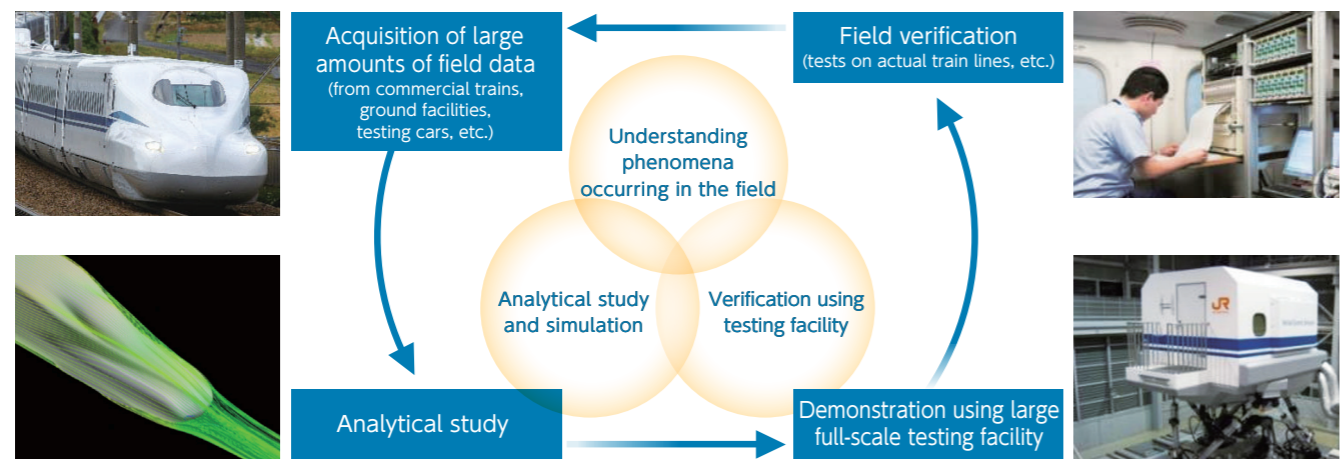 Acquisition of large
amounts of field data
(from commercial trains,
ground facilities,
testing cars, etc.)
Field verification
(tests on actual train lines, etc.)
Understanding
phenomena
occurring in the field
Analytical study
and simulation
Verification using
testing facility
Analytical study
Demonstration using large
full-scale testing facility
JR